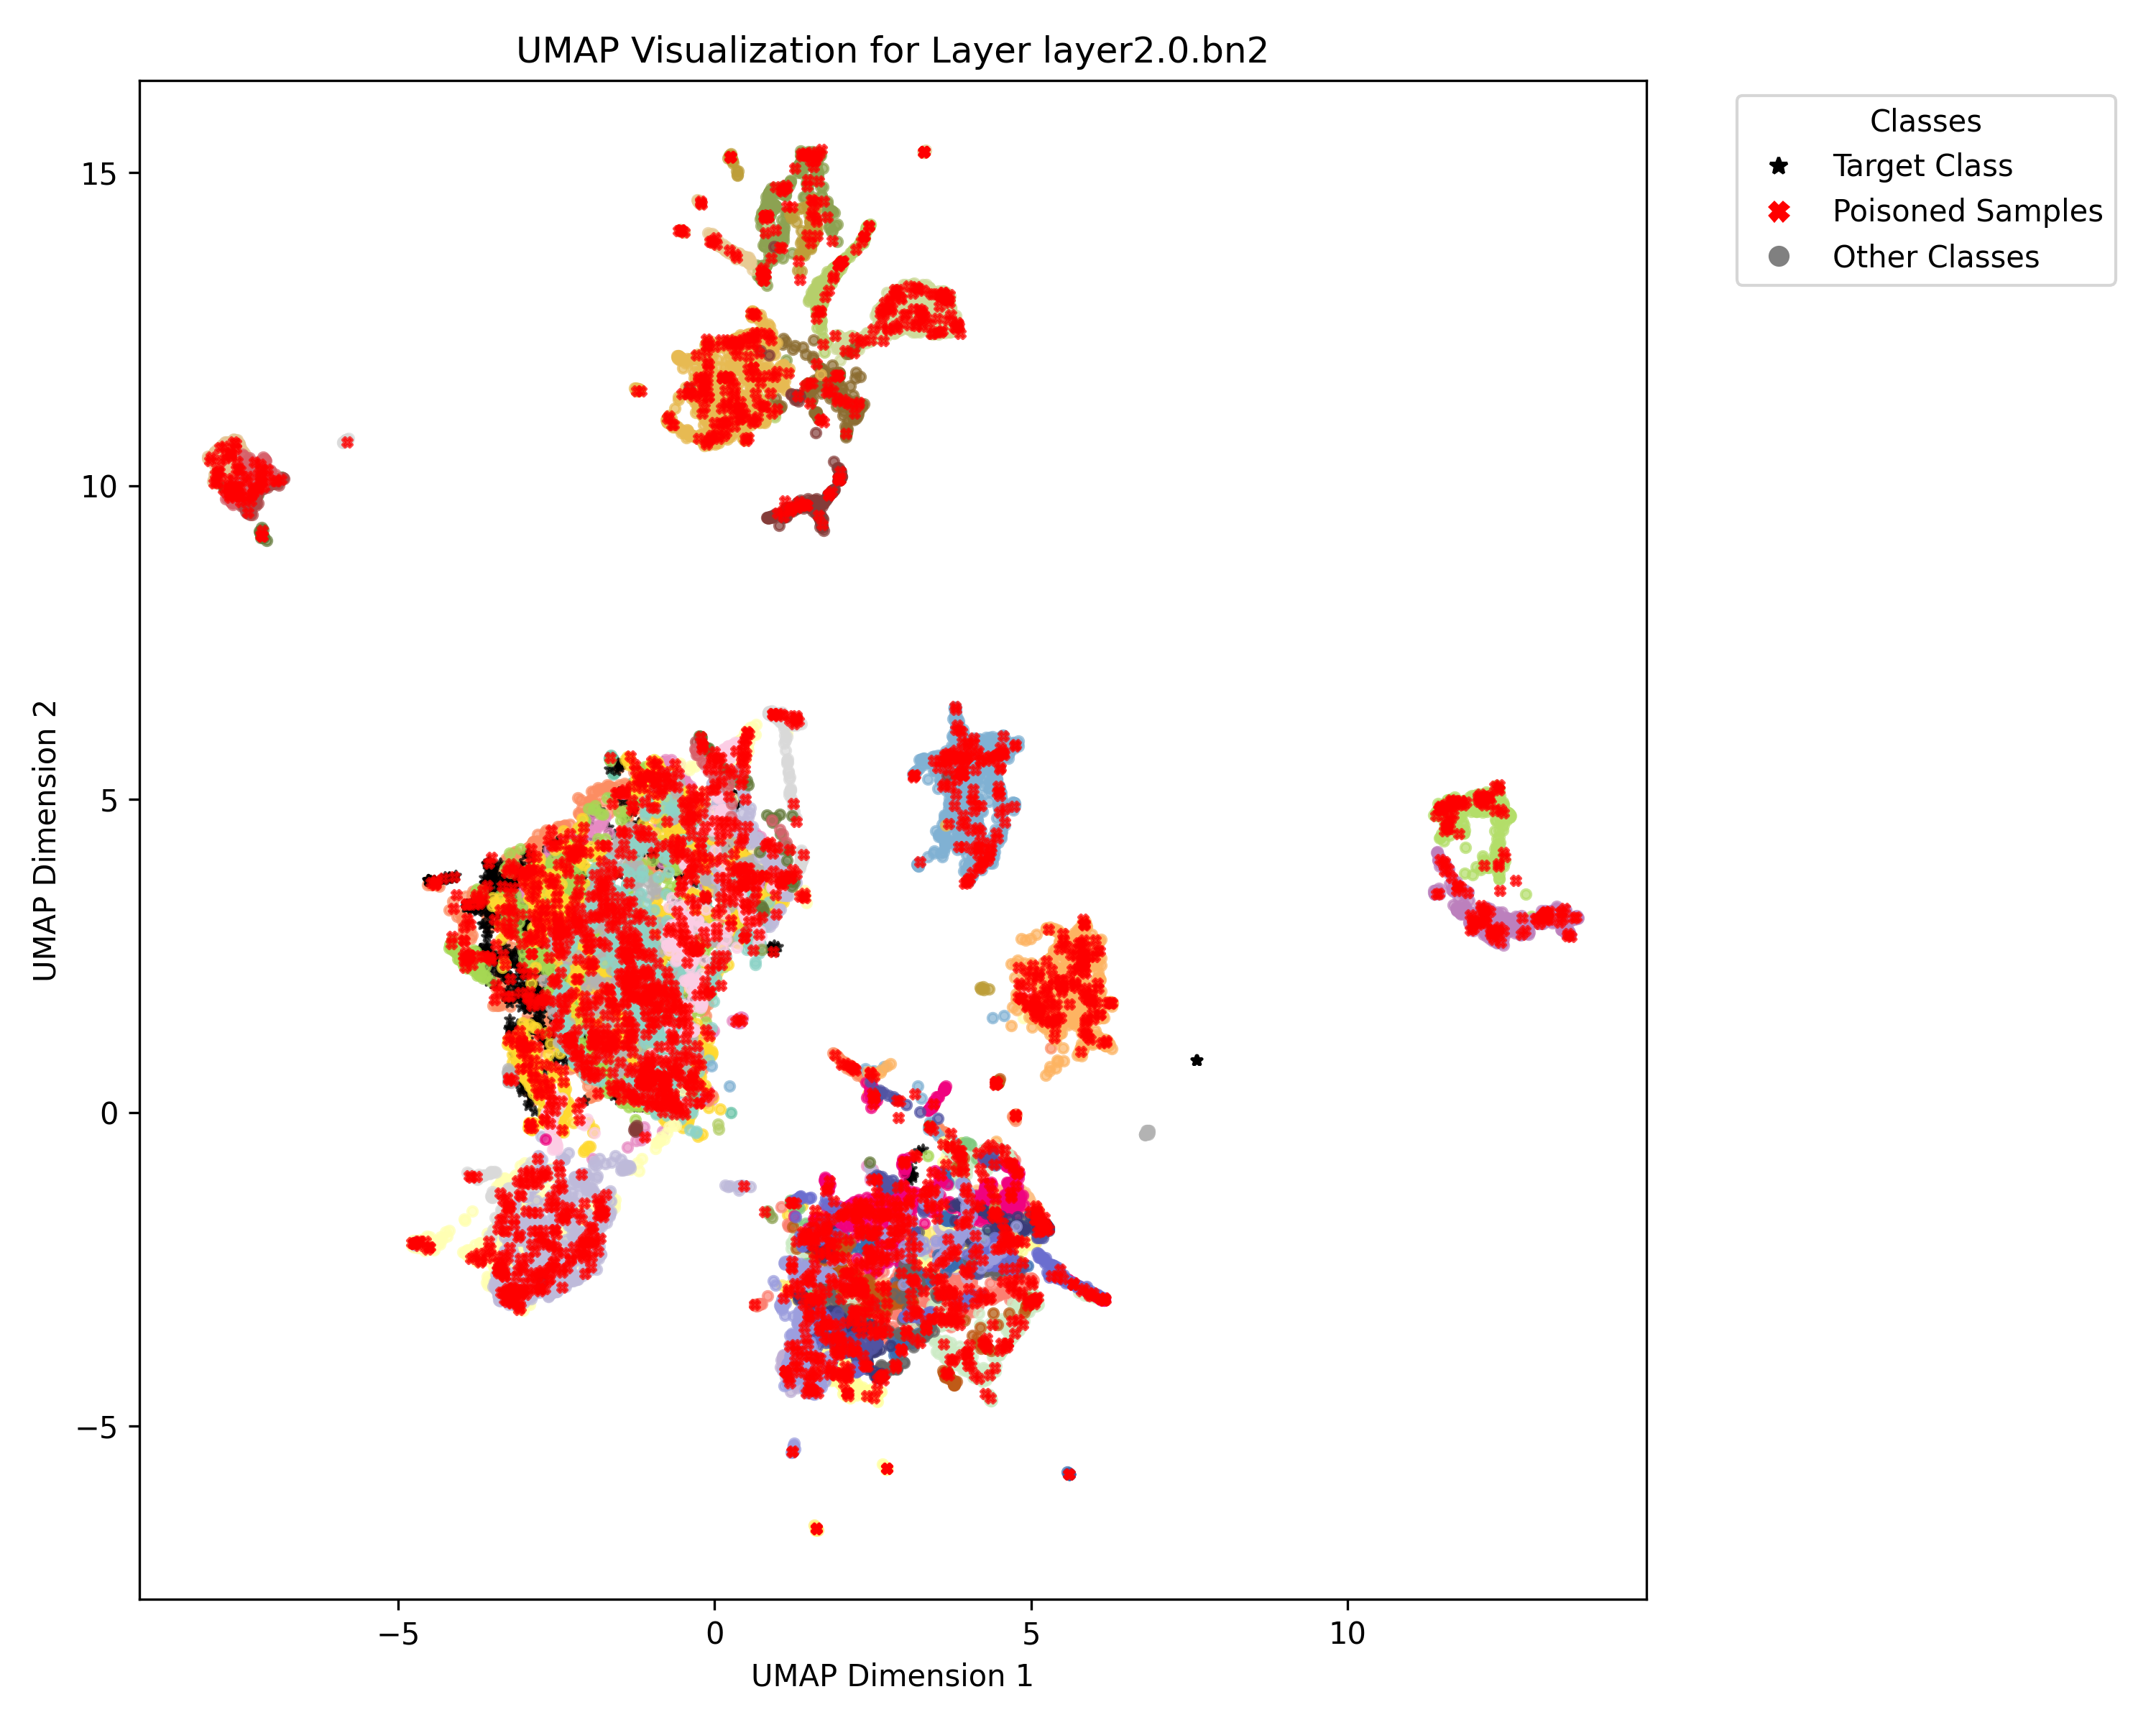 UMAP Visualization for Layer layer2.0.bn2
Classes
Target Class
Poisoned Samples
Other Classes
15
10
5
0
−5
UMAP Dimension 2
−5
0
5
10
UMAP Dimension 1